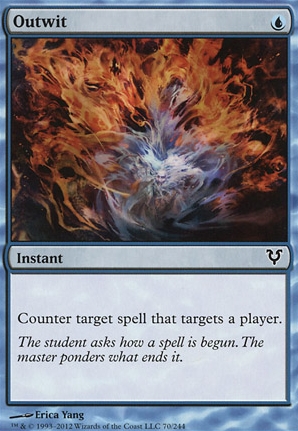 Outwit
Instant
Counter target spell that targets a player.
The student asks how a spell is begun. The
master ponders what ends it.
Erica Yang
™ & © 1993–2012 Wizards of the Coast LLC 70/244